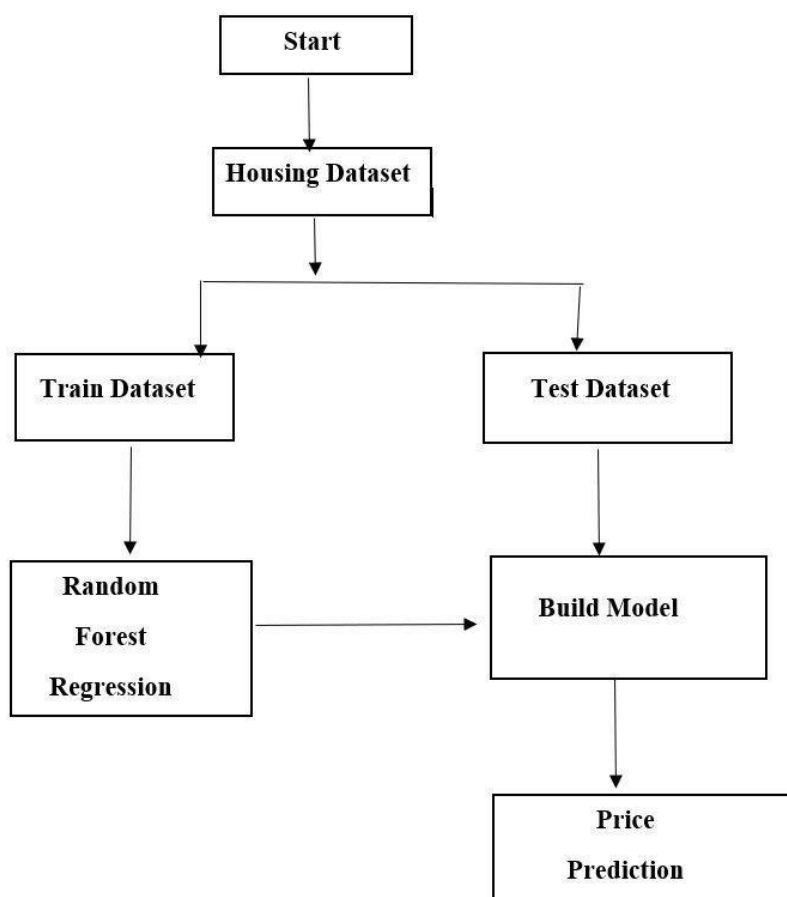 Start
Housing Dataset
Train Dataset
Test Dataset
Random
Forest
Regression
Build Model
Price
Prediction